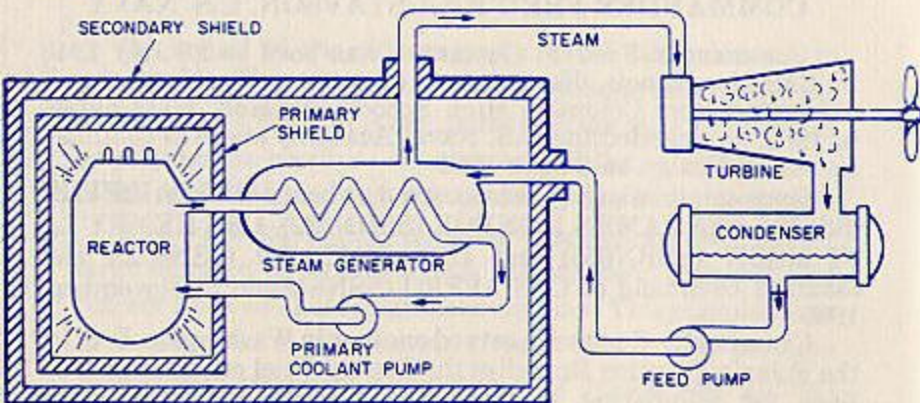 SECONDARY SHIELD
STEAM
PRIMARY
SHIELD
TURBINE
REACTOR
CONDENSER
STEAM GENERATOR
PRIMARY
COOLANT PUMP
FEED PUMP